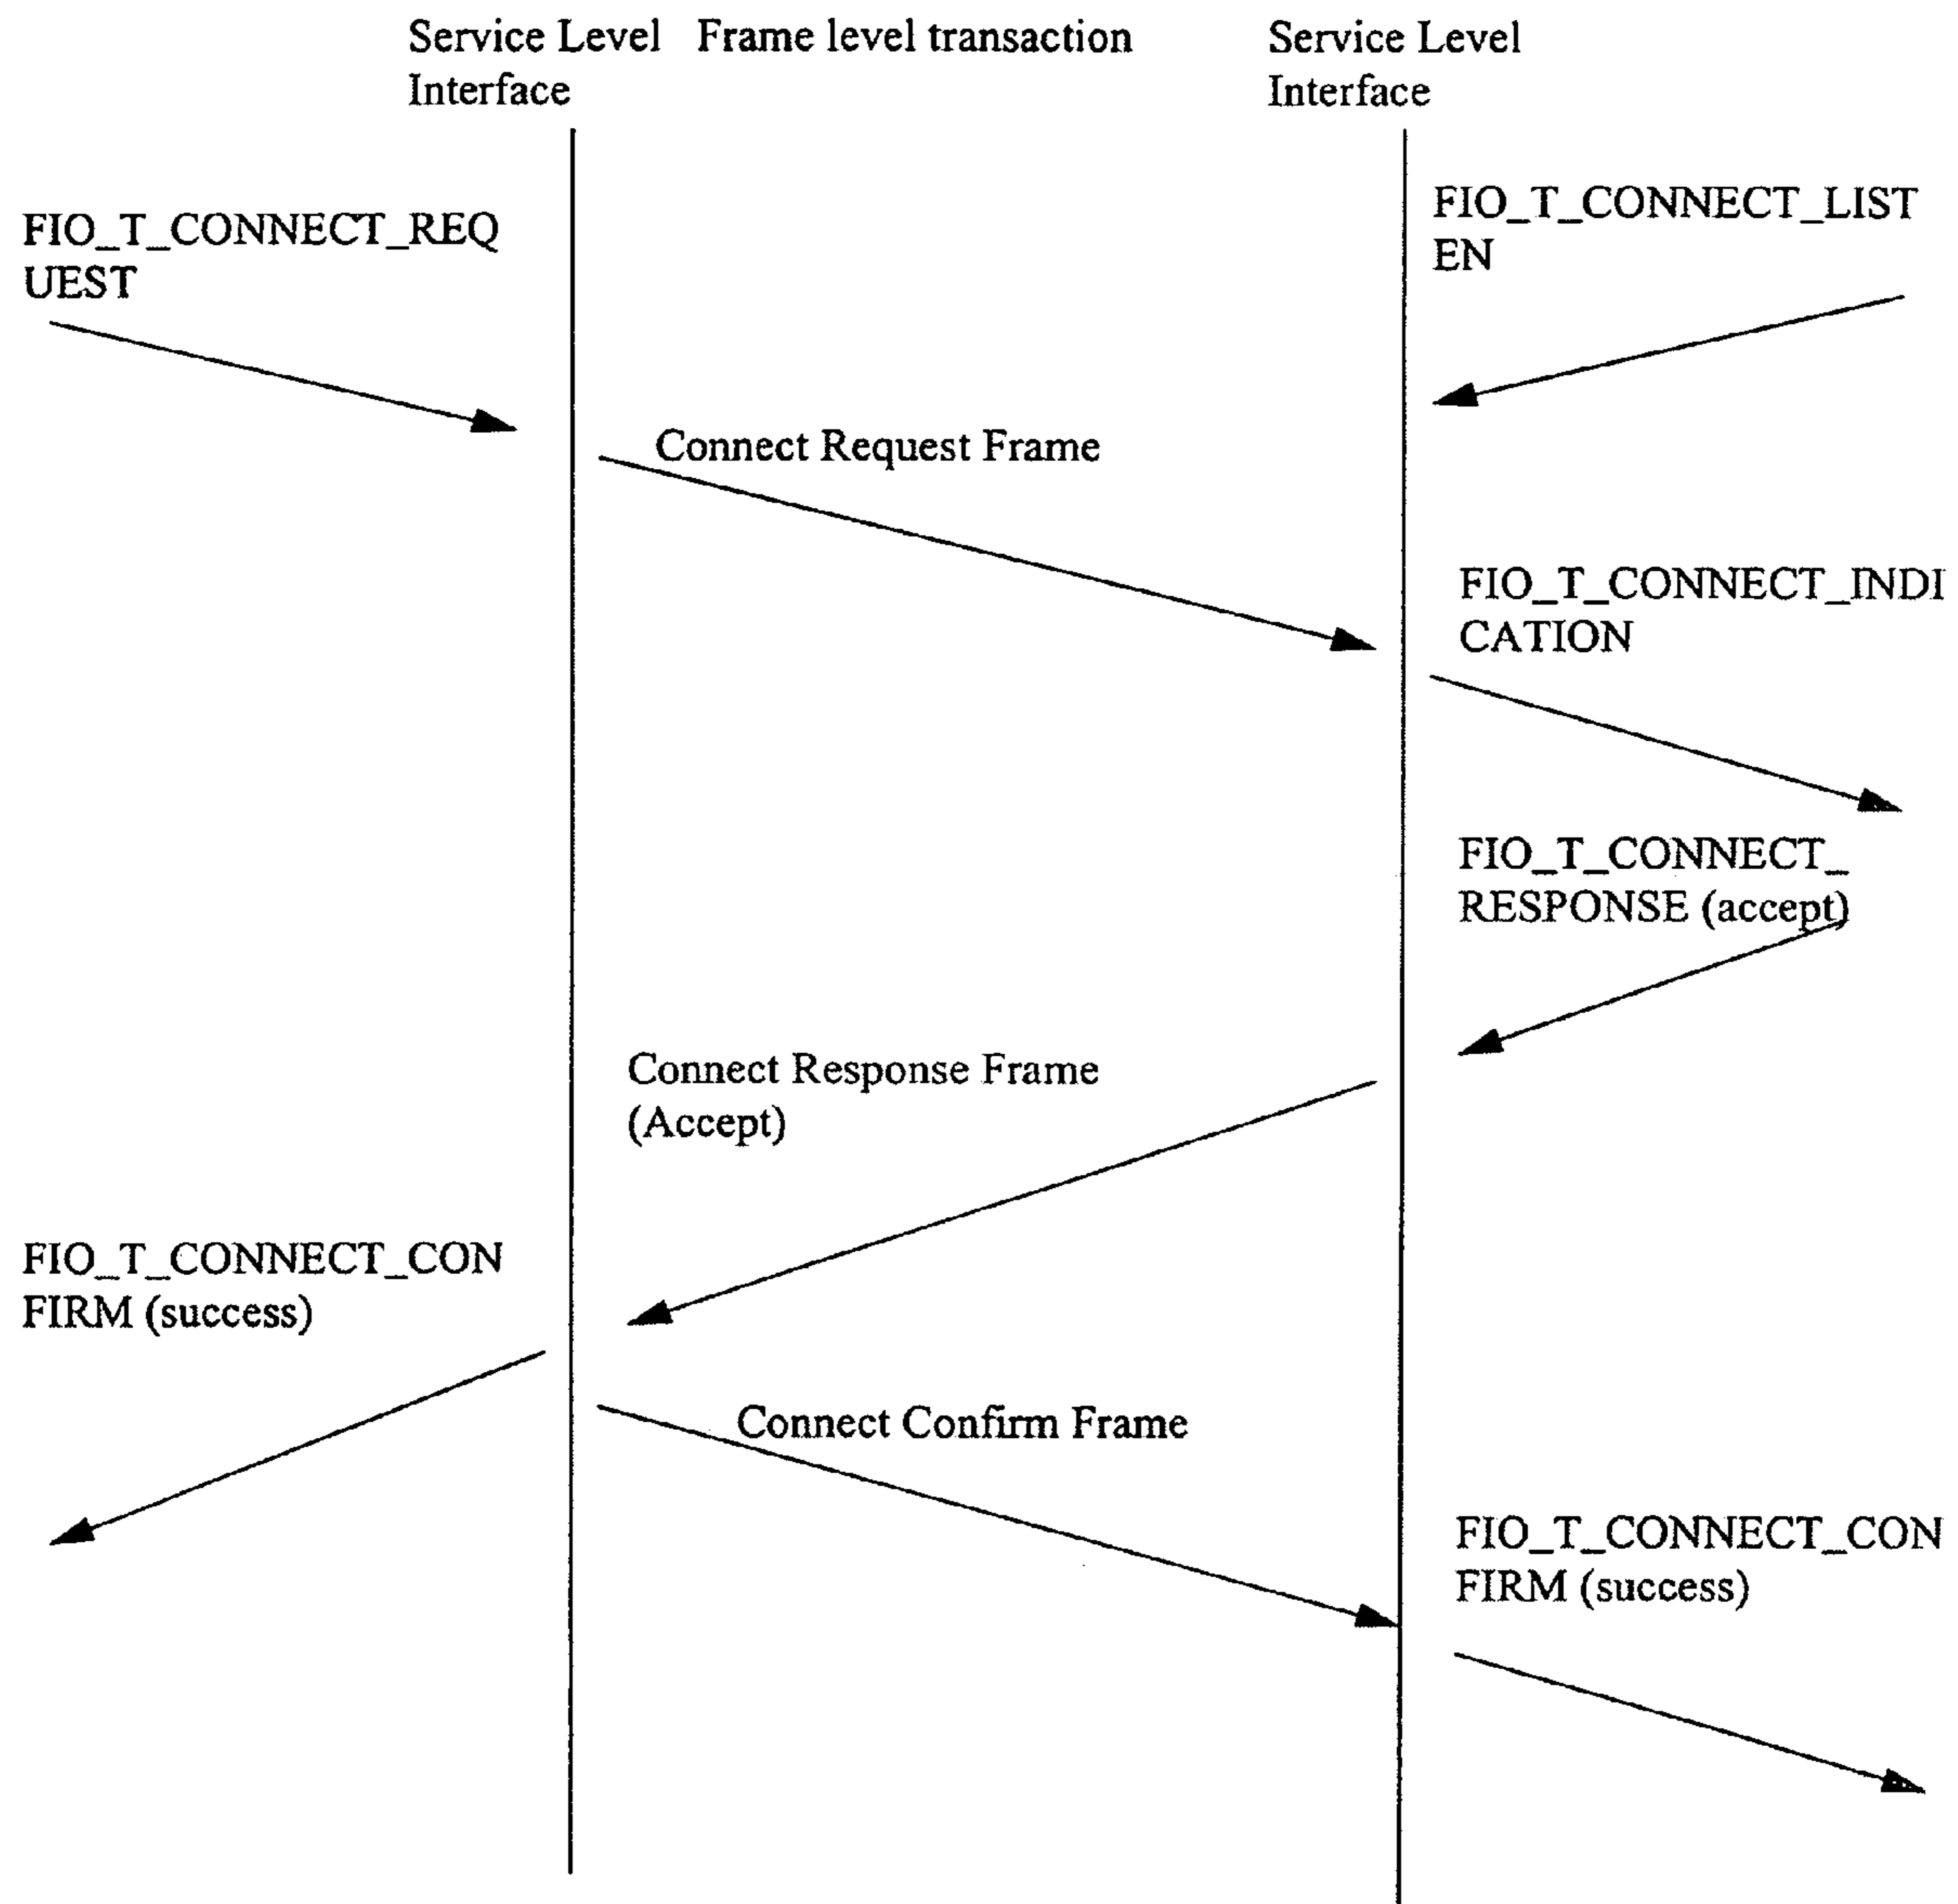 Service Level
Interface
Frame level transaction
Service Level
Interface
FIO_T_CONNECT_REQ
UEST
FIO_T_CONNECT_LIST
EN
Connect Request Frame
FIO_T_CONNECT_INDI
CATION
FIO_T_CONNECT_
RESPONSE (accept)
Connect Response Frame
(Accept)
FIO_T_CONNECT_CON
FIRM (success)
Connect Confirm Frame
FIO_T_CONNECT_CON
FIRM (success)